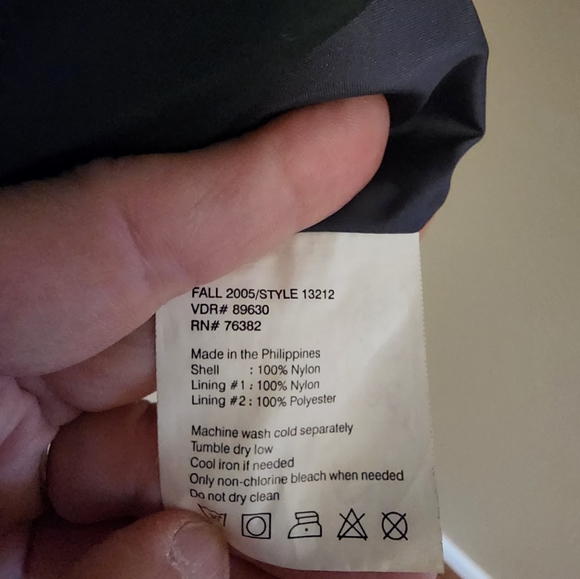 FALL 2005/STYLE 13212
VDR# 89630
RN# 76382
Made in the Philippines
Shell : 100% Nylon
Lining #1 : 100% Nylon
Lining #2 : 100% Polyester
Machine wash cold separately
Tumble dry low
Cool iron if needed
Only non-chlorine bleach when needed
Do not dry clean